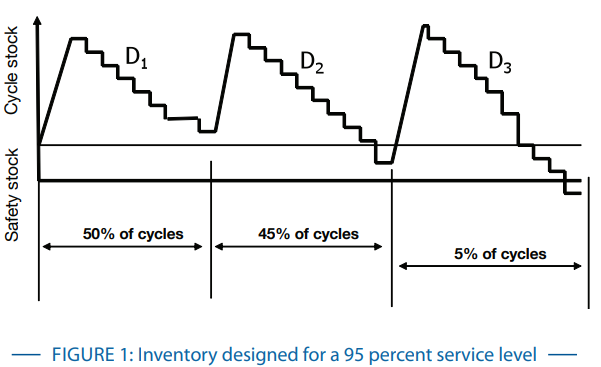 Cycle stock
Safety stock
D1
D2
D3
50% of cycles
45% of cycles
5% of cycles
FIGURE 1: Inventory designed for a 95 percent service level